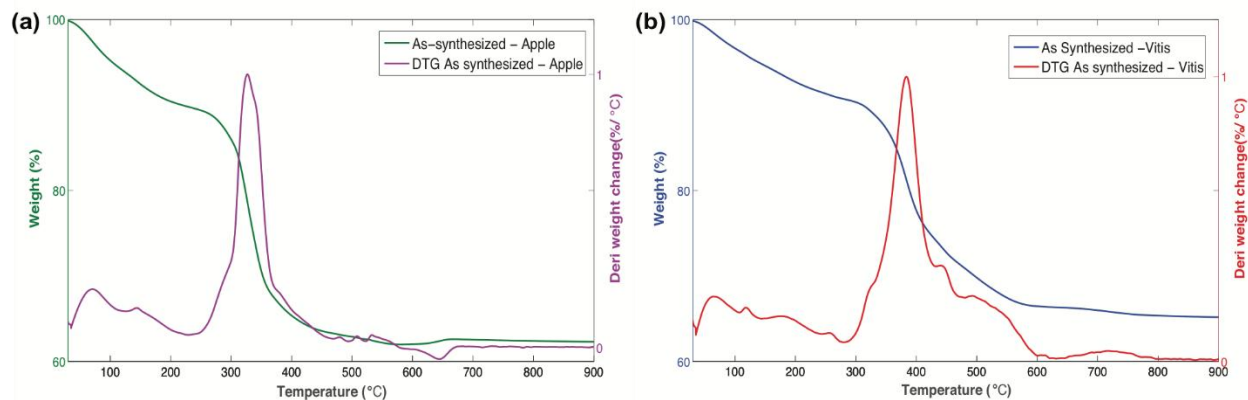 (a)
As-synthesized - Apple
DTG As synthesized - Apple
100
80
60
Weight (%)
1
0
Deri weight change(%/ °C)
100 200 300 400 500 600 700 800 900
Temperature (°C)
(b)
As Synthesized -Vitis
DTG As synthesized - Vitis
100
80
60
Weight (%)
1
0
Deri weight change(%/ °C)
100 200 300 400 500 600 700 800 900
Temperature (°C)